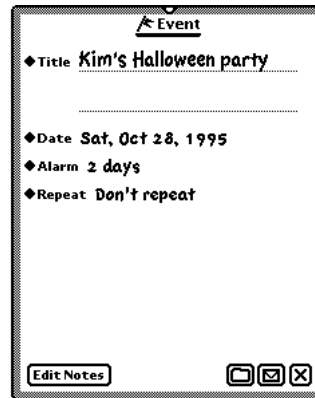 Event
Title Kim's Halloween party
Date Sat, Oct 28, 1995
Alarm 2 days
Repeat Don't repeat
Edit Notes